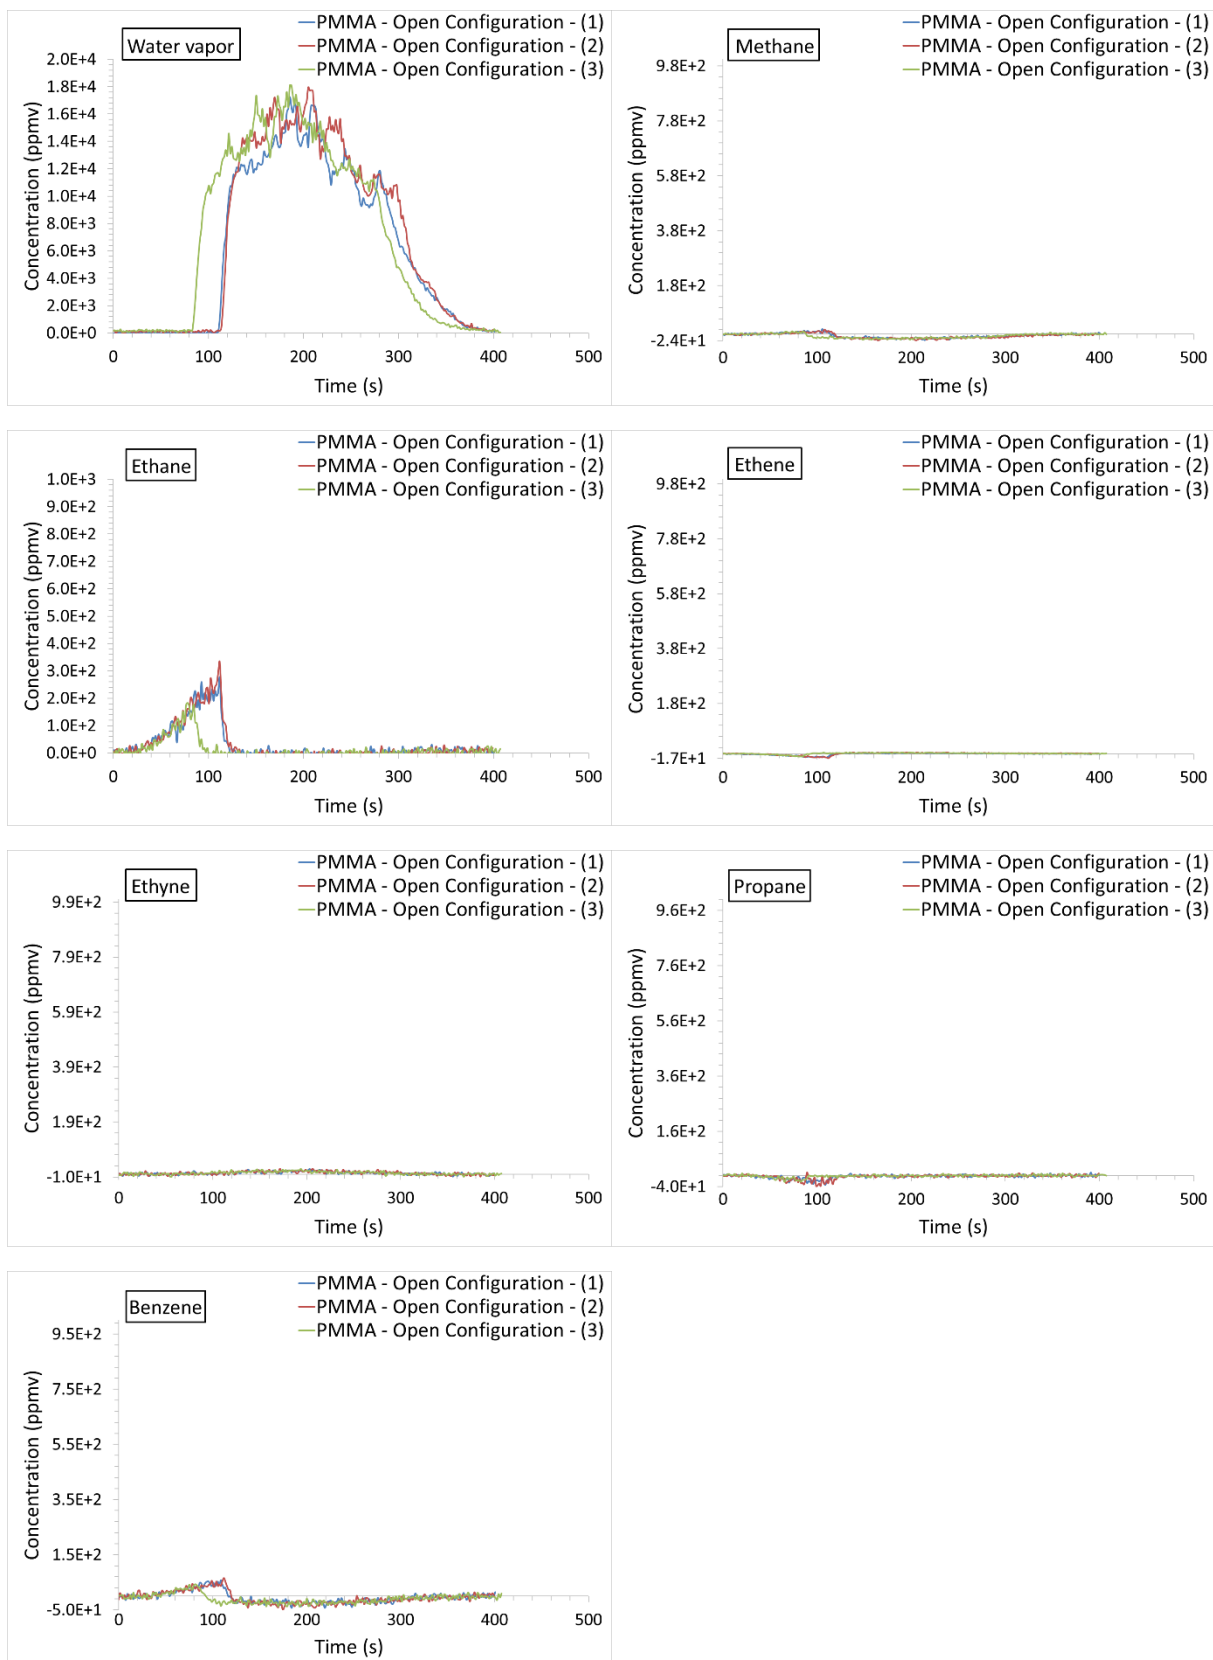 Water vapor
PMMA - Open Configuration - (1)
PMMA - Open Configuration - (2)
PMMA - Open Configuration - (3)
Concentration (ppmv)
2.0E+4
1.8E+4
1.6E+4
1.4E+4
1.2E+4
1.0E+4
8.0E+3
6.0E+3
4.0E+3
2.0E+3
0.0E+0
0 100 200 300 400 500
Time (s)
Methane
PMMA - Open Configuration - (1)
PMMA - Open Configuration - (2)
PMMA - Open Configuration - (3)
Concentration (ppmv)
9.8E+2
7.8E+2
5.8E+2
3.8E+2
1.8E+2
-2.4E+1
0 100 200 300 400 500
Time (s)
Ethane
PMMA - Open Configuration - (1)
PMMA - Open Configuration - (2)
PMMA - Open Configuration - (3)
Concentration (ppmv)
1.0E+3
9.0E+2
8.0E+2
7.0E+2
6.0E+2
5.0E+2
4.0E+2
3.0E+2
2.0E+2
1.0E+2
0.0E+0
0 100 200 300 400 500
Time (s)
Ethene
PMMA - Open Configuration - (1)
PMMA - Open Configuration - (2)
PMMA - Open Configuration - (3)
Concentration (ppmv)
9.8E+2
7.8E+2
5.8E+2
3.8E+2
1.8E+2
-1.7E+1
0 100 200 300 400 500
Time (s)
Ethyne
PMMA - Open Configuration - (1)
PMMA - Open Configuration - (2)
PMMA - Open Configuration - (3)
Concentration (ppmv)
9.9E+2
7.9E+2
5.9E+2
3.9E+2
1.9E+2
-1.0E+1
0 100 200 300 400 500
Time (s)
Propane
PMMA - Open Configuration - (1)
PMMA - Open Configuration - (2)
PMMA - Open Configuration - (3)
Concentration (ppmv)
9.6E+2
7.6E+2
5.6E+2
3.6E+2
1.6E+2
-4.0E+1
0 100 200 300 400 500
Time (s)
Benzene
PMMA - Open Configuration - (1)
PMMA - Open Configuration - (2)
PMMA - Open Configuration - (3)
Concentration (ppmv)
9.5E+2
7.5E+2
5.5E+2
3.5E+2
1.5E+2
-5.0E+1
0 100 200 300 400 500
Time (s)